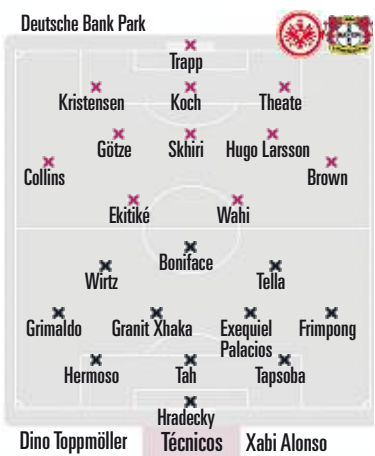 Deutsche Bank Park
Trapp
Kristensen Koch Theate
Götze Skhiri Hugo Larsson
Collins Brown
Ekitiké Wahi
Boniface
Wirtz Tella
Grimaldo Granit Xhaka Exequiel Palacios Frimpong
Hermoso Tah Tapsoba
Hradecky
Dino Toppmöller Técnicos Xabi Alonso